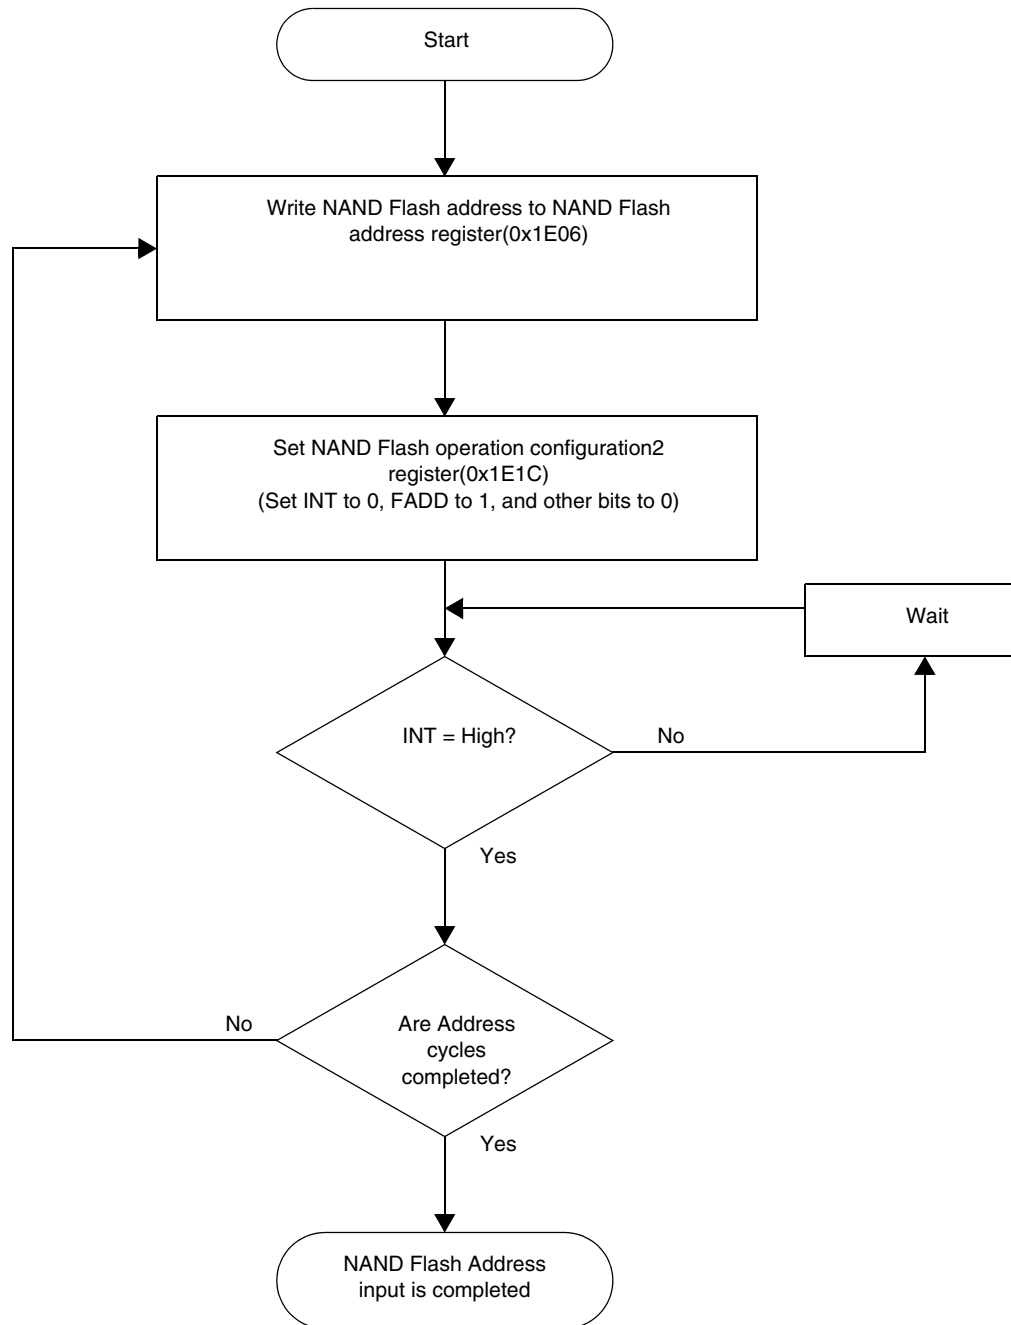 Start
Write NAND Flash address to NAND Flash
address register(0x1E06)
Set NAND Flash operation configuration2
register(0x1E1C)
(Set INT to 0, FADD to 1, and other bits to 0)
Wait
INT = High?
No
Yes
No
Are Address
cycles
completed?
Yes
NAND Flash Address
input is completed